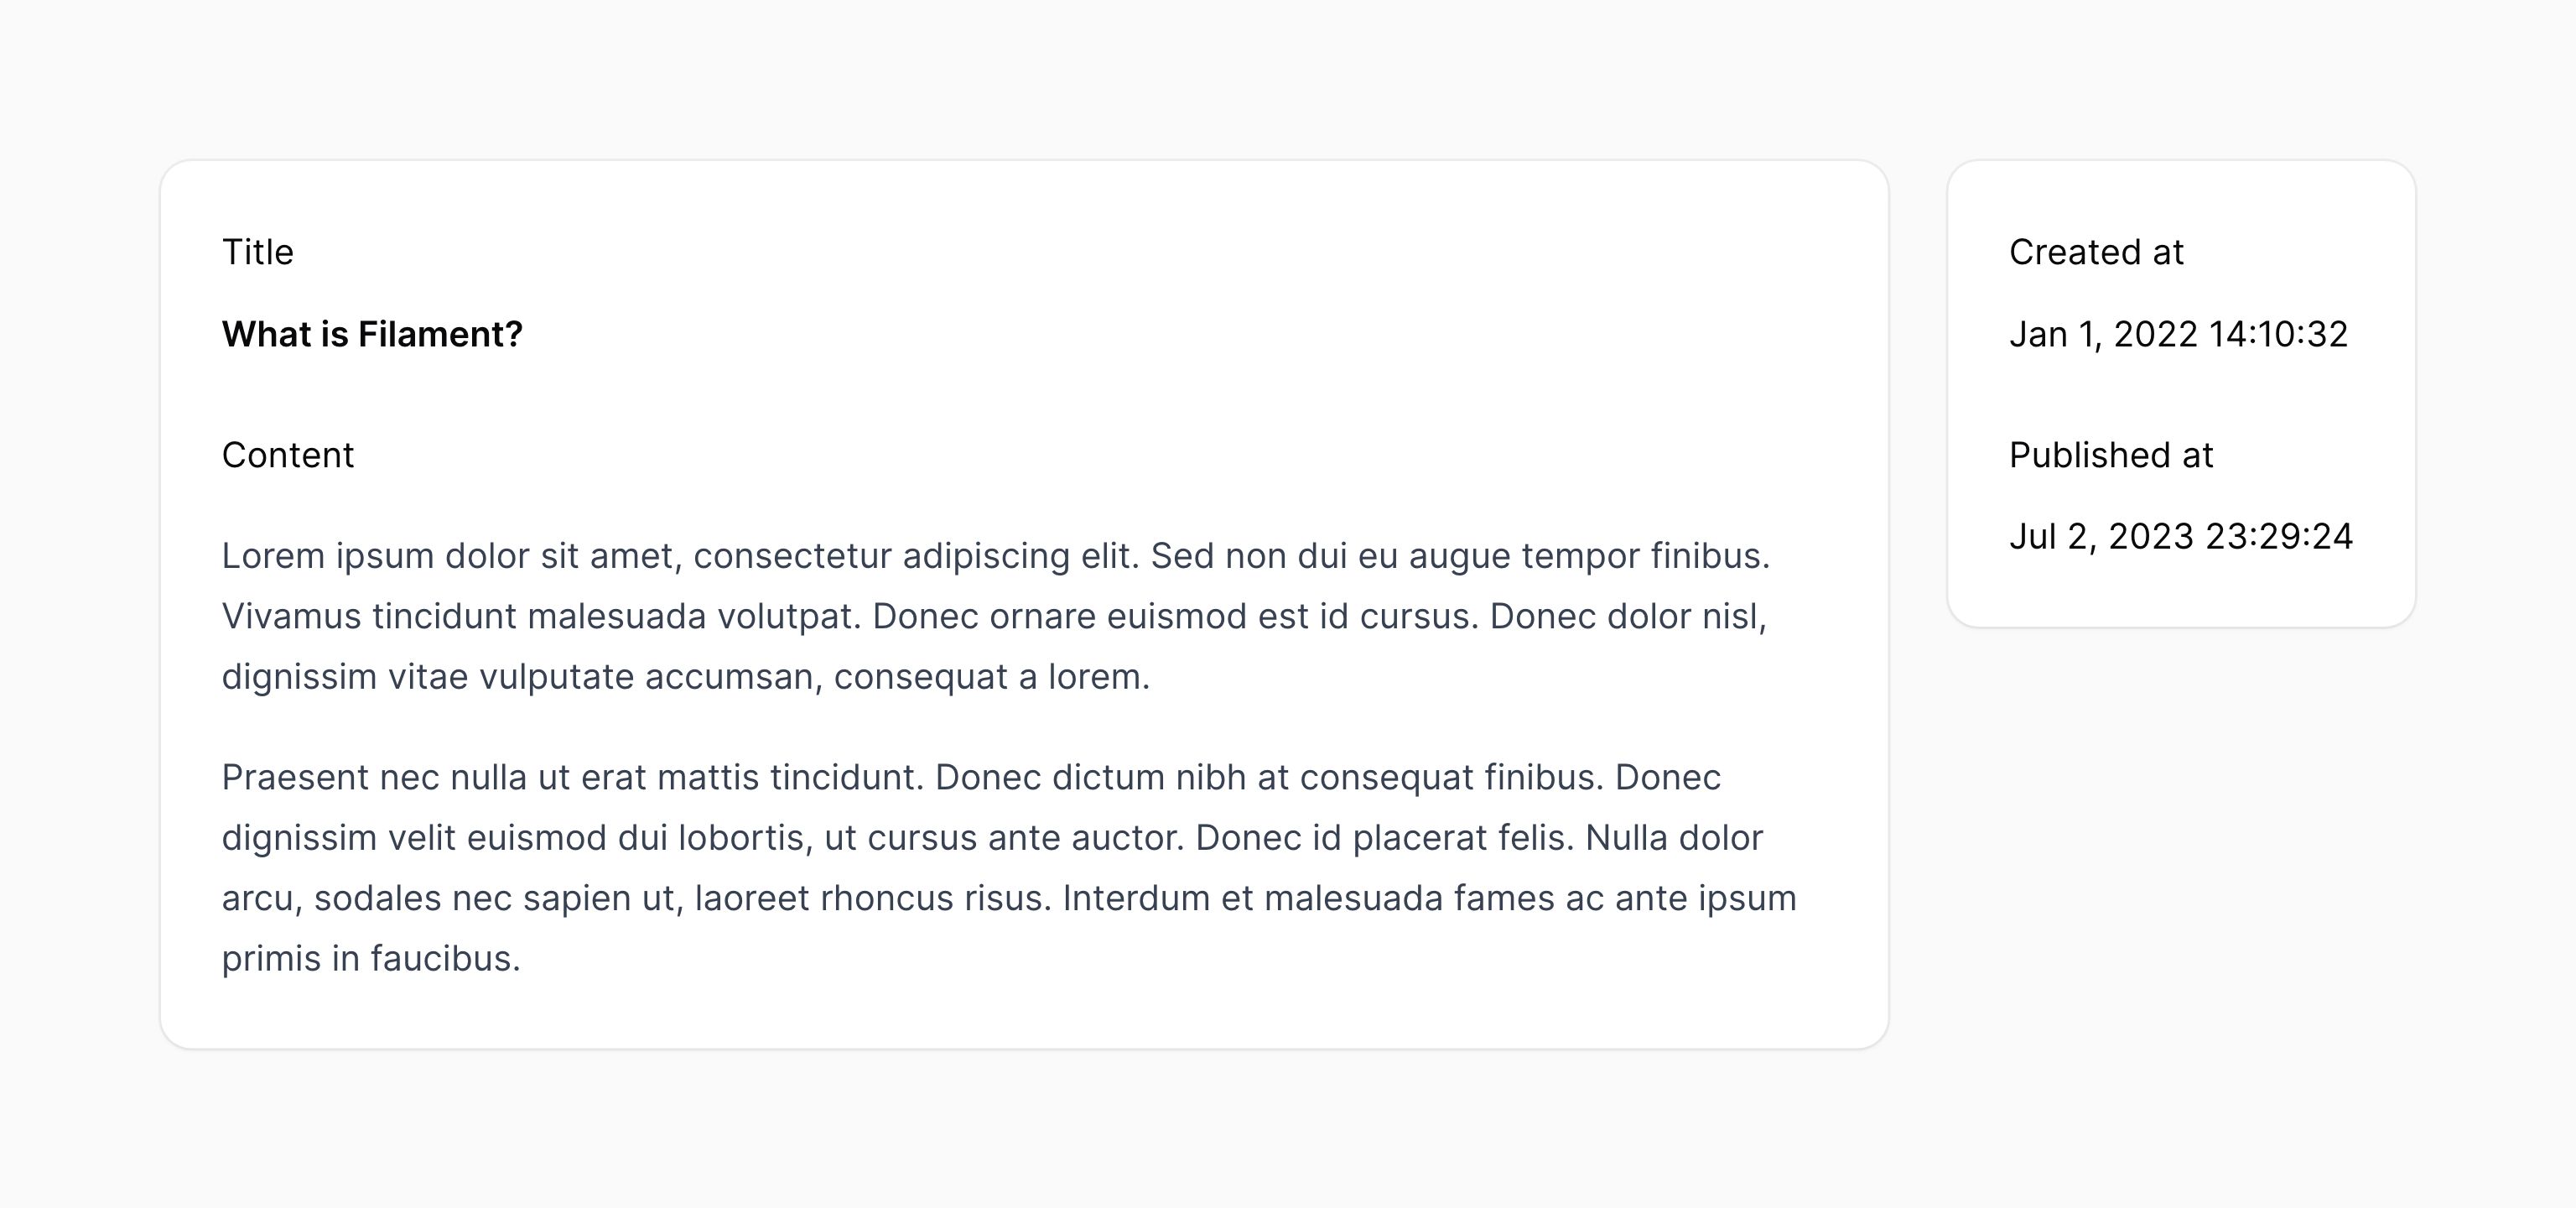 Title
What is Filament?
Content
Lorem ipsum dolor sit amet, consectetur adipiscing elit. Sed non dui eu augue tempor finibus.
Vivamus tincidunt malesuada volutpat. Donec ornare euismod est id cursus. Donec dolor nisl,
dignissim vitae vulputate accumsan, consequat a lorem.
Praesent nec nulla ut erat mattis tincidunt. Donec dictum nibh at consequat finibus. Donec
dignissim velit euismod dui lobortis, ut cursus ante auctor. Donec id placerat felis. Nulla dolor
arcu, sodales nec sapien ut, laoreet rhoncus risus. Interdum et malesuada fames ac ante ipsum
primis in faucibus.
Created at
Jan 1, 2022 14:10:32
Published at
Jul 2, 2023 23:29:24